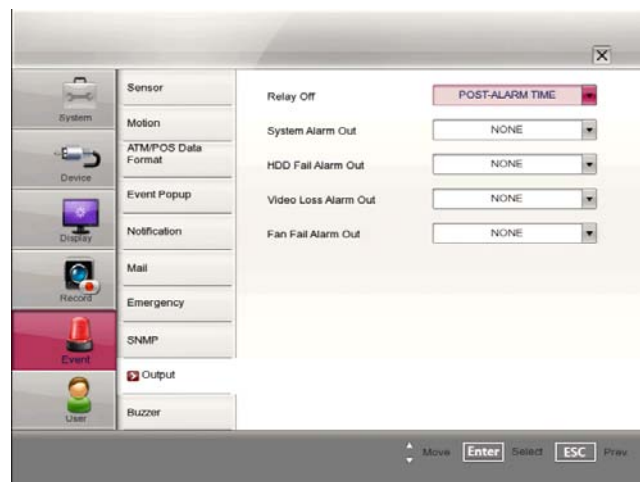 System
Device
Display
Record
Event
User
Sensor
Motion
ATM/POS Data
Format
Event Popup
Notification
Mail
Emergency
SNMP
Output
Buzzer
Relay Off POST-ALARM TIME
System Alarm Out NONE
HDD Fail Alarm Out NONE
Video Loss Alarm Out NONE
Fan Fail Alarm Out NONE
Move Enter Select ESC Prev